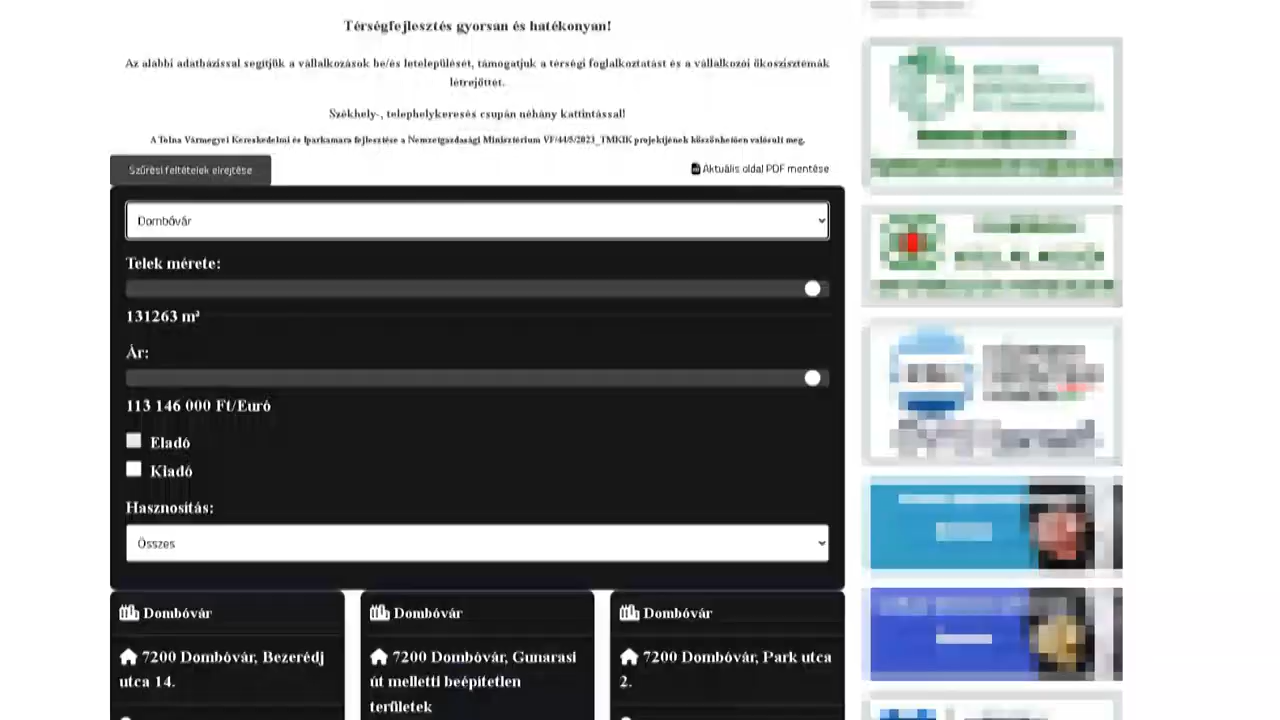 Térségfejlesztés gyorsan és hatékonyan!
Az alábbi adatbázissal segítjük a vállalkozások be/és letelepülését, támogatjuk a térségi foglalkoztatást és a vállalkozói ökoszisztémák
létrejöttét.
Székhely-, telephelykeresés csupán néhány kattintással!
A Tolna Vármegyei Kereskedelmi és Iparkamara fejlesztése a Nemzetgazdasági Minisztérium VF/44/5/2023_TMKIK projektjének köszönhetően valósult meg.
Szűrési feltételek elrejtése
Aktuális oldal PDF mentése
Dombóvár
Telek mérete:
131263 m²
Ár:
113 146 000 Ft/Euró
Eladó
Kiadó
Hasznosítás:
Összes
Dombóvár
7200 Dombóvár, Bezerédj
utca 14.
Dombóvár
7200 Dombóvár, Gunarasi
út melletti beépítetlen
területek
Dombóvár
7200 Dombóvár, Park utca
2.